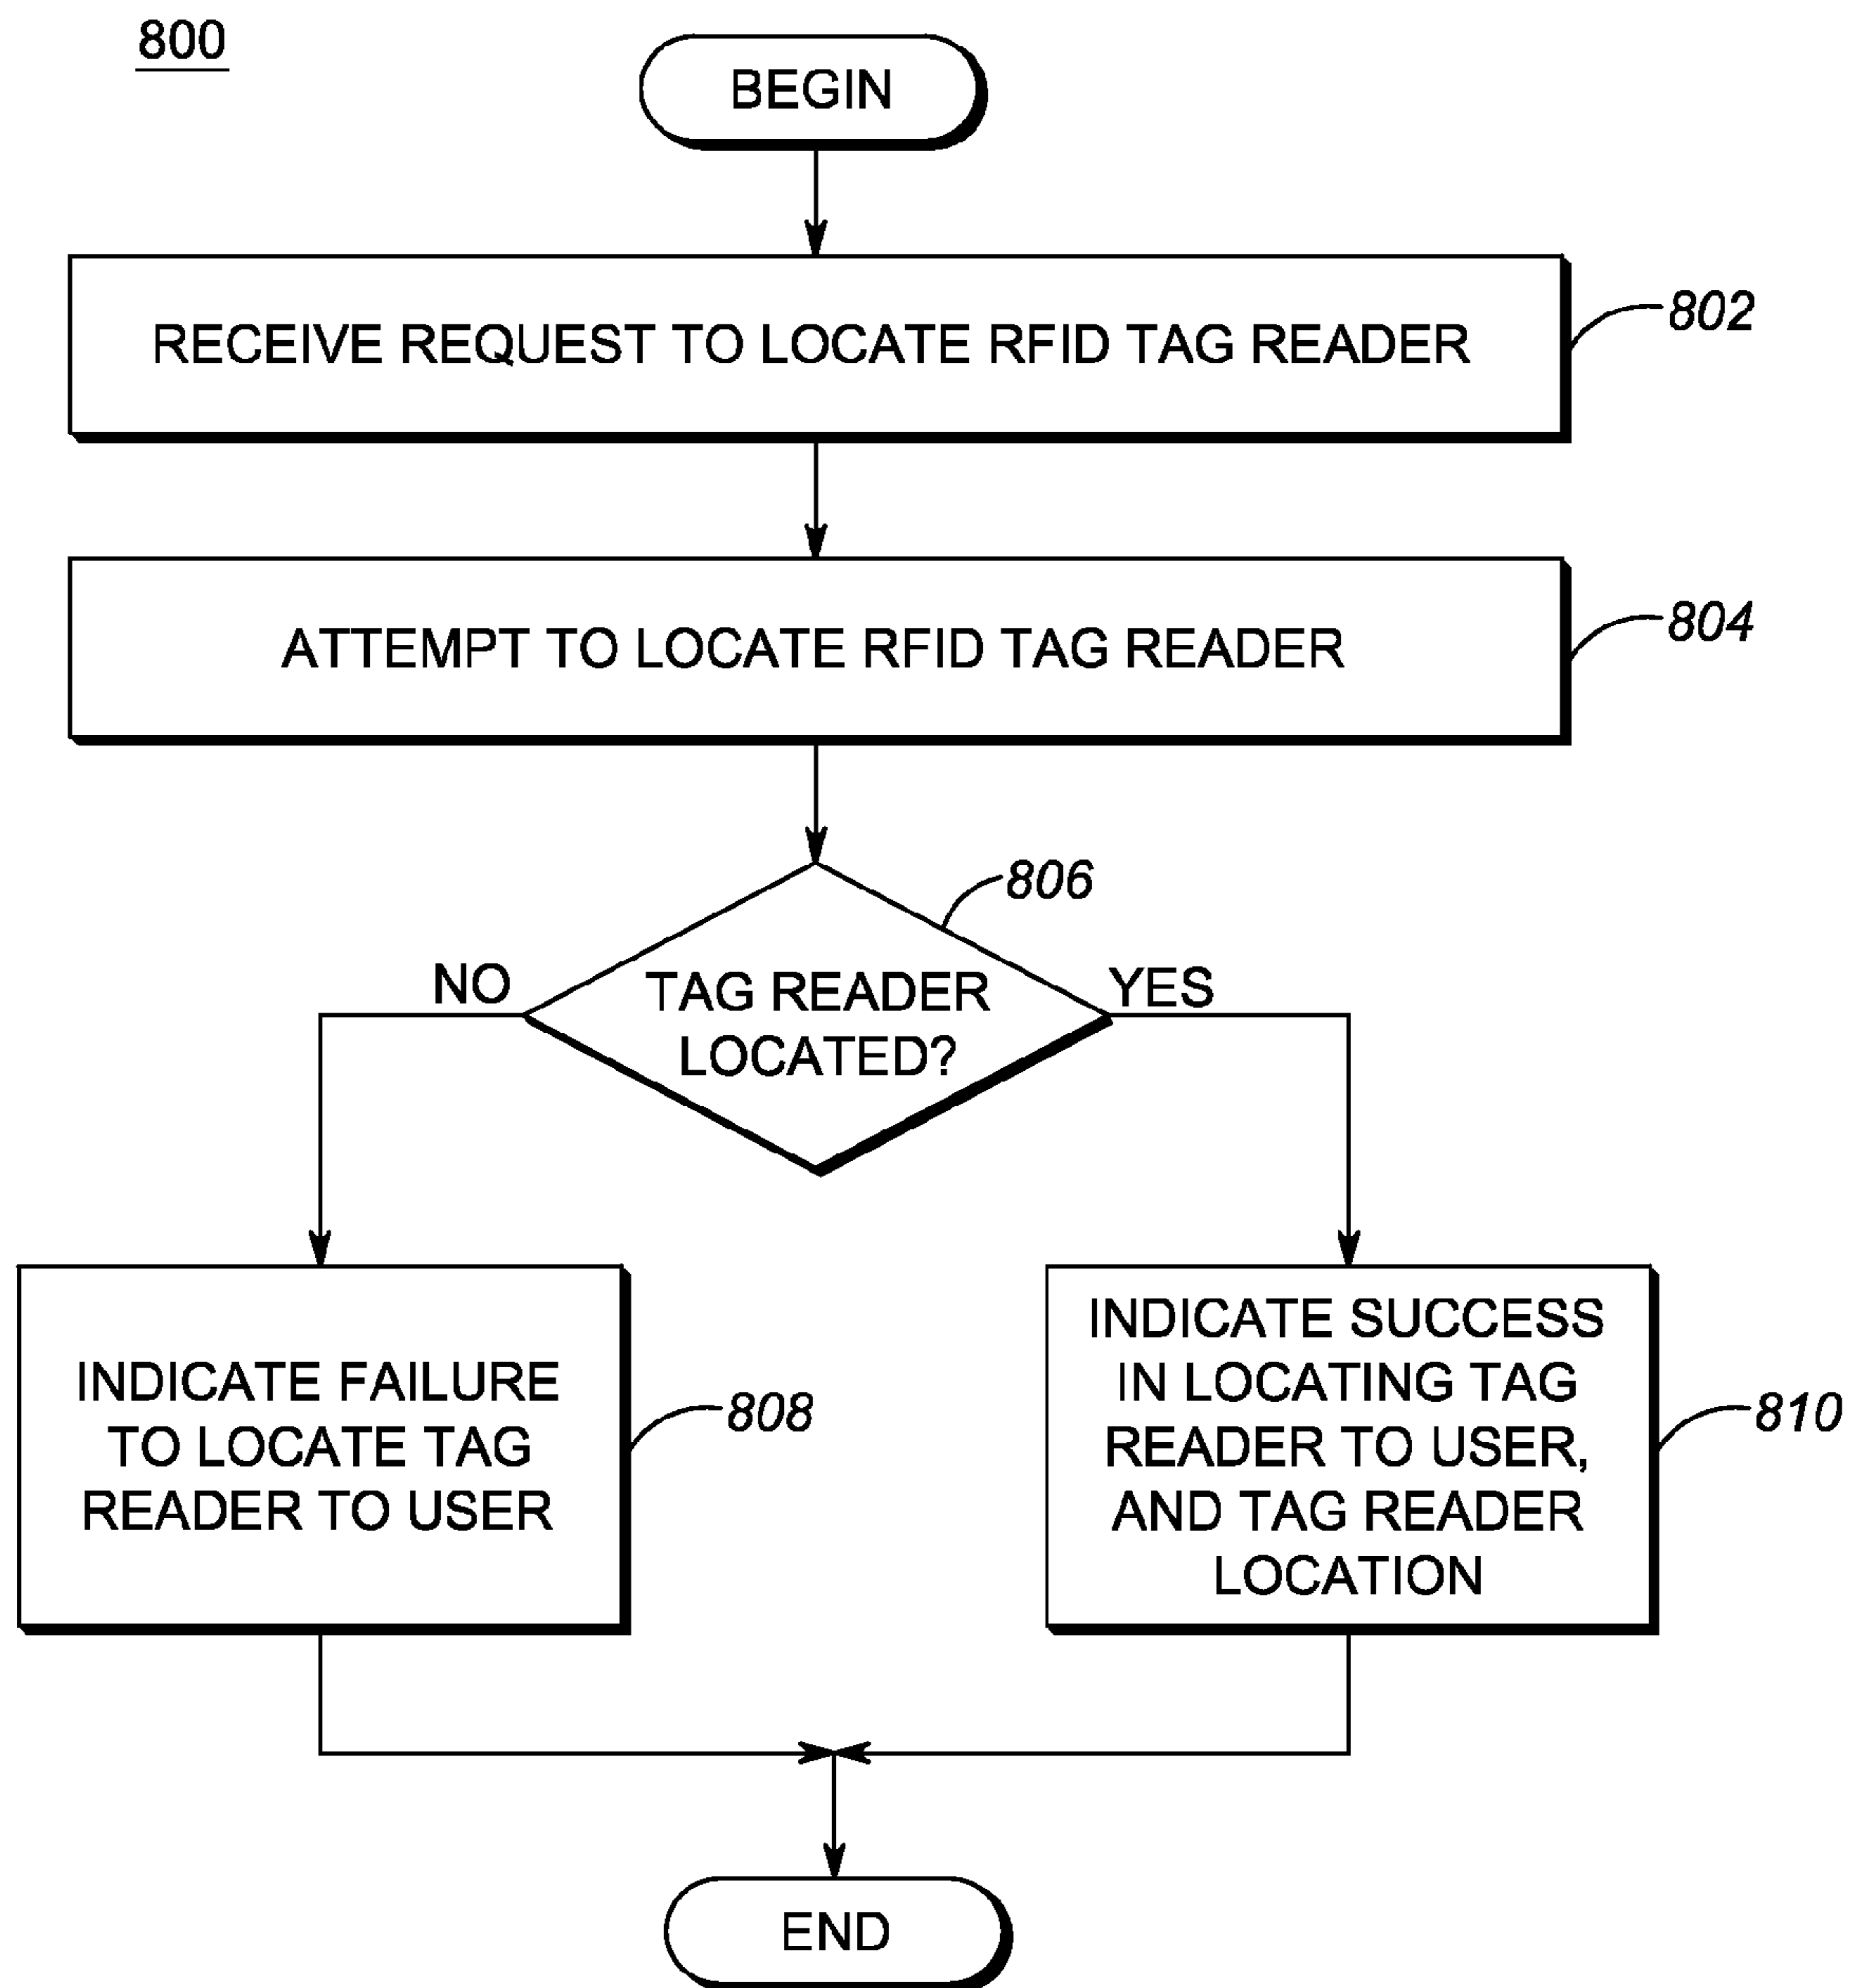 800
BEGIN
RECEIVE REQUEST TO LOCATE RFID TAG READER
802
ATTEMPT TO LOCATE RFID TAG READER
804
806
TAG READER
LOCATED?
NO
YES
INDICATE FAILURE
TO LOCATE TAG
READER TO USER
808
INDICATE SUCCESS
IN LOCATING TAG
READER TO USER,
AND TAG READER
LOCATION
810
END